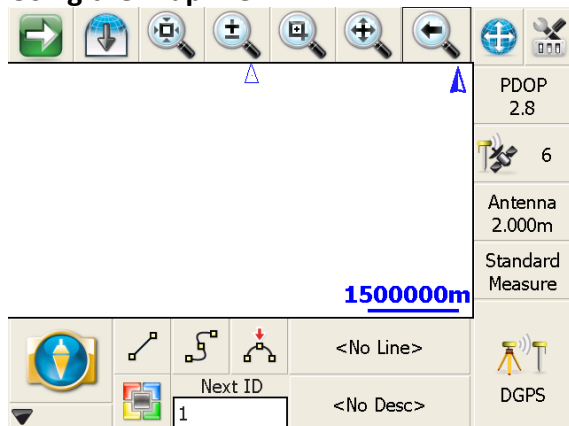 PDOP
2.8
6
Antenna
2.000m
Standard
Measure
1500000m
<No Line>
Next ID
1
<No Desc>
DGPS